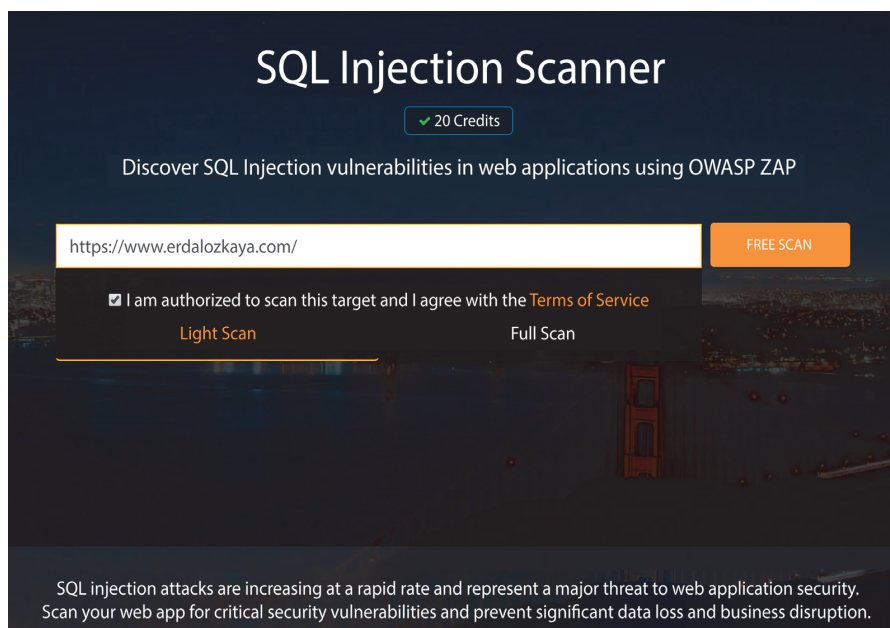 SQL Injection Scanner
20 Credits
Discover SQL Injection vulnerabilities in web applications using OWASP ZAP
https://www.erdalozkaya.com/
FREE SCAN
I am authorized to scan this target and I agree with the Terms of Service
Light Scan
Full Scan
SQL injection attacks are increasing at a rapid rate and represent a major threat to web application security.
Scan your web app for critical security vulnerabilities and prevent significant data loss and business disruption.